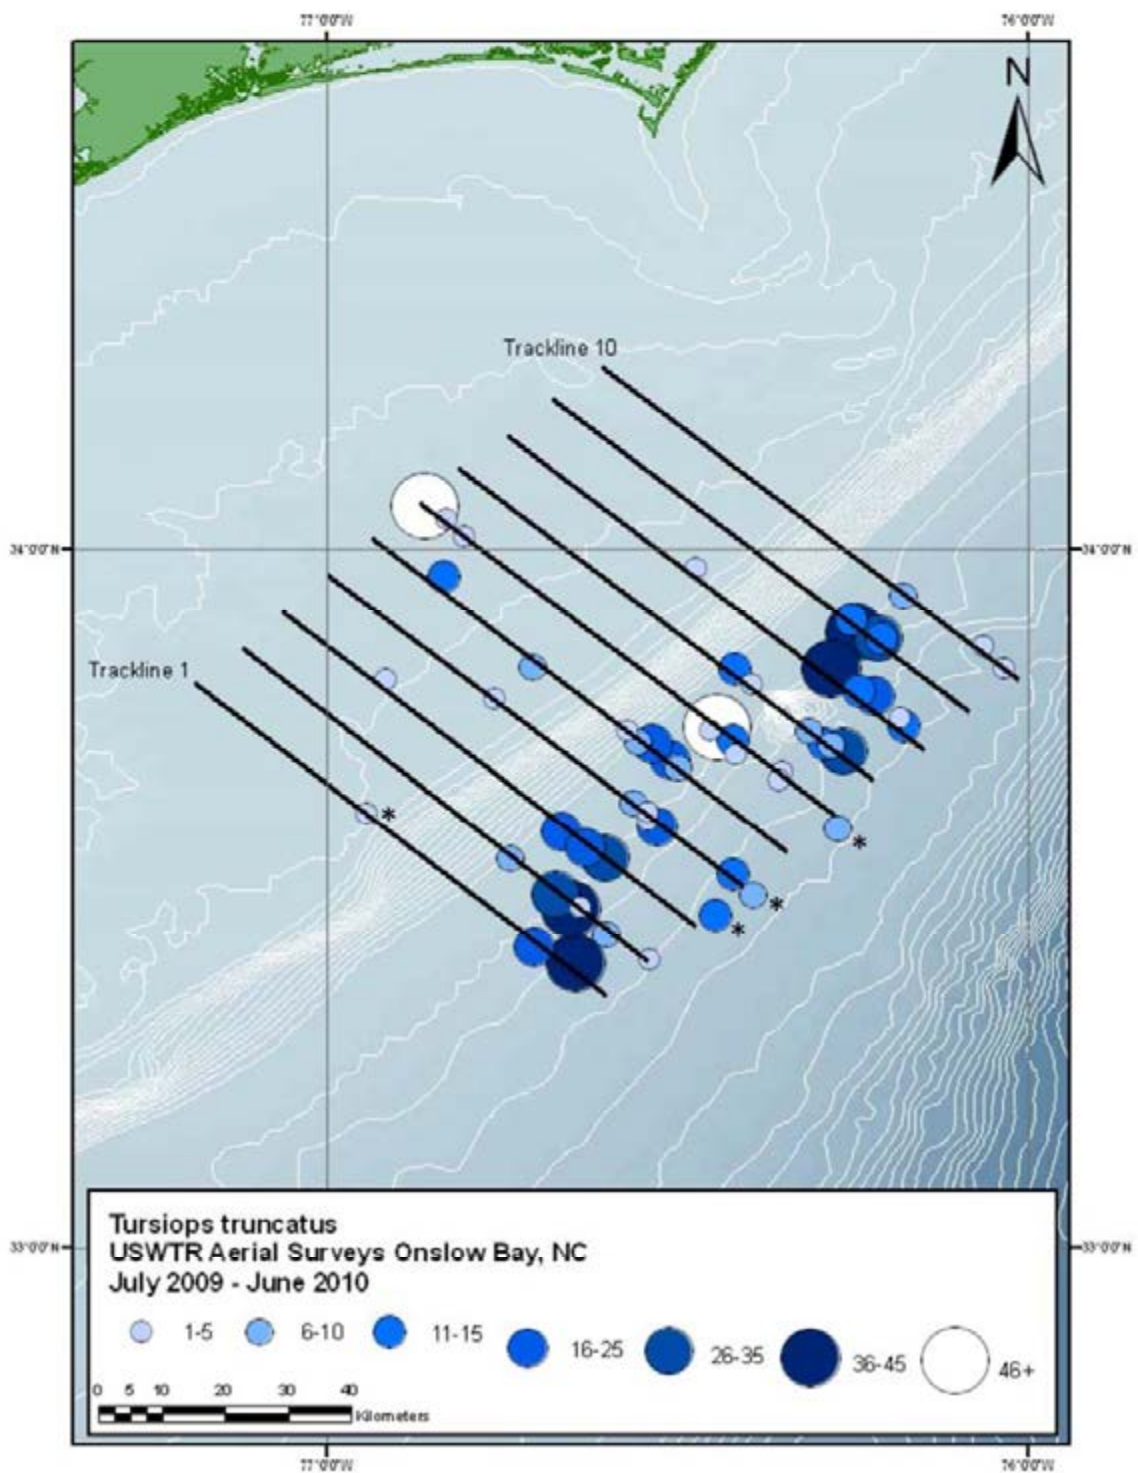 77°0'0"W 76°0'0"W
N
Trackline 10
34°0'0"N 34°0'0"N
Trackline 1
*
*
*
*
33°0'0"N 33°0'0"N
Tursiops truncatus
USWTR Aerial Surveys Onslow Bay, NC
July 2009 - June 2010
1-5 6-10 11-15 16-25 26-35 36-45 46+
0 5 10 20 30 40
Kilometers
77°0'0"W 76°0'0"W